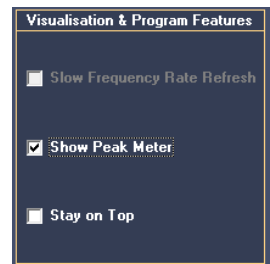 Visualisation & Program Features
Slow Frequency Rate Refresh
Show Peak Meter
Stay on Top